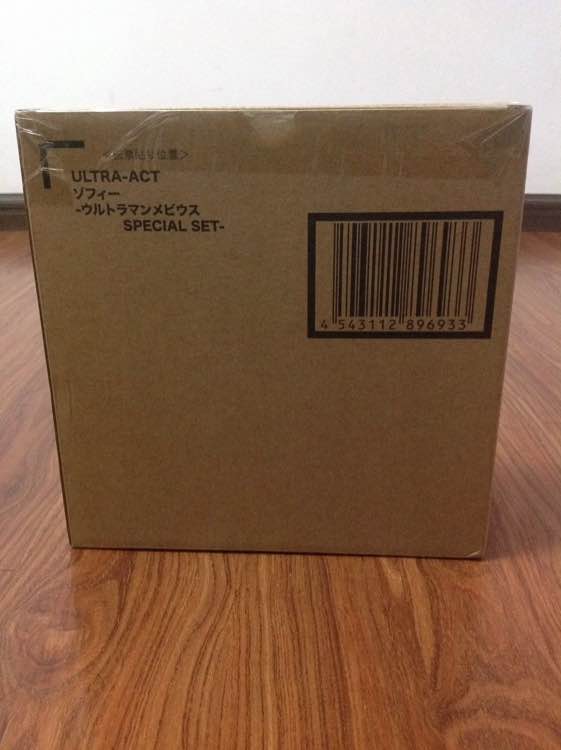 ＜伝票貼り位置＞
ULTRA-ACT
ゾフィー
-ウルトラマンメビウス
SPECIAL SET-
4 543112 896933